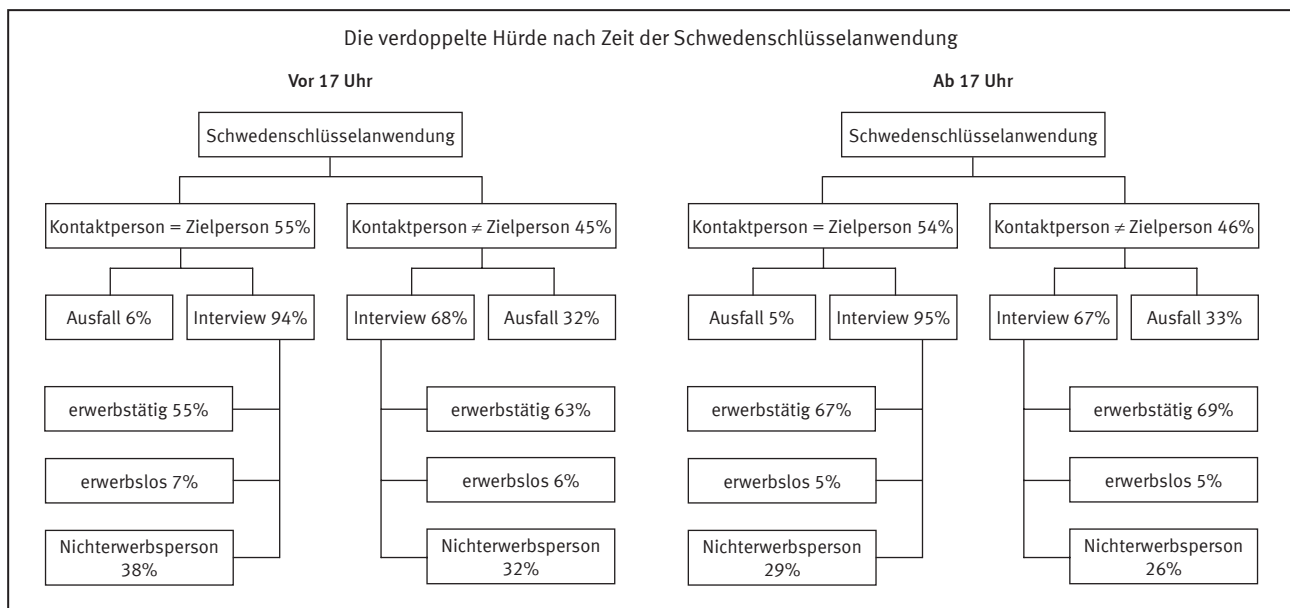 Die verdoppelte Hürde nach Zeit der Schwedenschlüsselanwendung
Vor 17 Uhr
Schwedenschlüsselanwendung
Kontaktperson = Zielperson 55%
Kontaktperson ≠ Zielperson 45%
Ausfall 6%
Interview 94%
Interview 68%
Ausfall 32%
erwerbstätig 55%
erwerbstätig 63%
erwerbslos 7%
erwerbslos 6%
Nichterwerbsperson
38%
Nichterwerbsperson
32%
Ab 17 Uhr
Schwedenschlüsselanwendung
Kontaktperson = Zielperson 54%
Kontaktperson ≠ Zielperson 46%
Ausfall 5%
Interview 95%
Interview 67%
Ausfall 33%
erwerbstätig 67%
erwerbstätig 69%
erwerbslos 5%
erwerbslos 5%
Nichterwerbsperson
29%
Nichterwerbsperson
26%